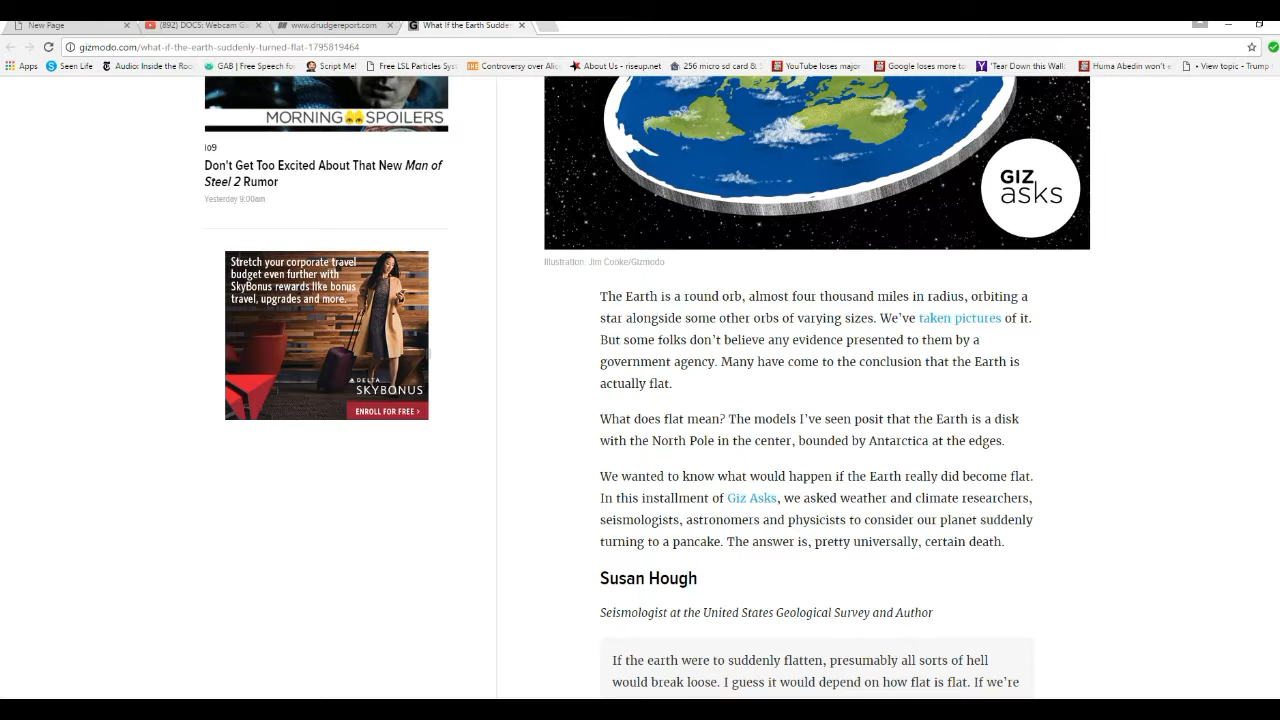 New Page
(892) DOCS: Webcam G
www.drudgereport.com
What If the Earth Sudde
gizmodo.com/what-if-the-earth-suddenly-turned-flat-1795819464
Apps
Seen Life
Audio: Inside the Roo
GAB | Free Speech fo
Script Me!
Free LSL Particles Sys
Controversy over Alic
About Us - riseup.net
256 micro sd card &
YouTube loses major
Google loses more to
'Tear Down this Wall:
Huma Abedin won't e
• View topic - Trump
MORNING SPOILERS
io9
Don't Get Too Excited About That New Man of
Steel 2 Rumor
Yesterday 9:00am
Stretch your corporate travel
budget even further with
SkyBonus rewards like bonus
travel, upgrades and more.
DELTA
SKYBONUS
ENROLL FOR FREE >
GIZ
asks
Illustration: Jim Cooke/Gizmodo
The Earth is a round orb, almost four thousand miles in radius, orbiting a
star alongside some other orbs of varying sizes. We've taken pictures of it.
But some folks don't believe any evidence presented to them by a
government agency. Many have come to the conclusion that the Earth is
actually flat.
What does flat mean? The models I've seen posit that the Earth is a disk
with the North Pole in the center, bounded by Antarctica at the edges.
We wanted to know what would happen if the Earth really did become flat.
In this installment of Giz Asks, we asked weather and climate researchers,
seismologists, astronomers and physicists to consider our planet suddenly
turning to a pancake. The answer is, pretty universally, certain death.
Susan Hough
Seismologist at the United States Geological Survey and Author
If the earth were to suddenly flatten, presumably all sorts of hell
would break loose. I guess it would depend on how flat is flat. If we're